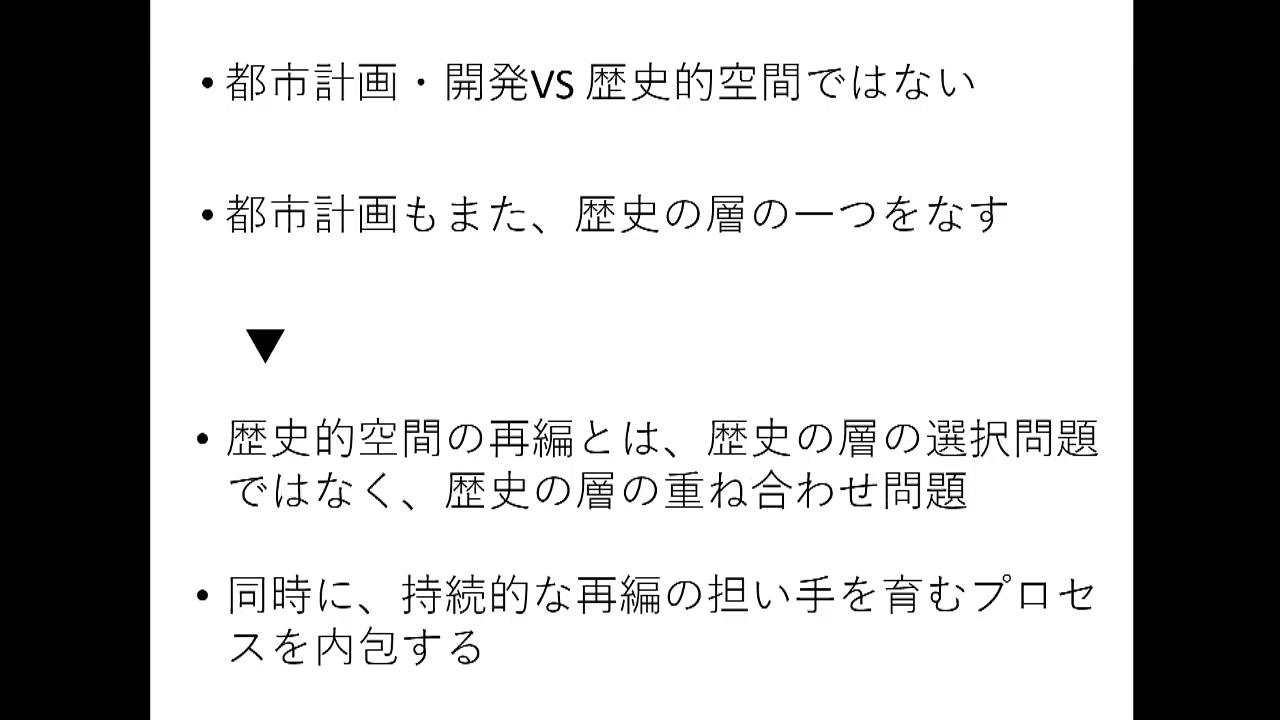 • 都市計画・開発VS 歴史的空間ではない
• 都市計画もまた、歴史の層の一つをなす
▼
• 歴史的空間の再編とは、歴史の層の選択問題
ではなく、歴史の層の重ね合わせ問題
• 同時に、持続的な再編の担い手を育むプロセ
スを内包する